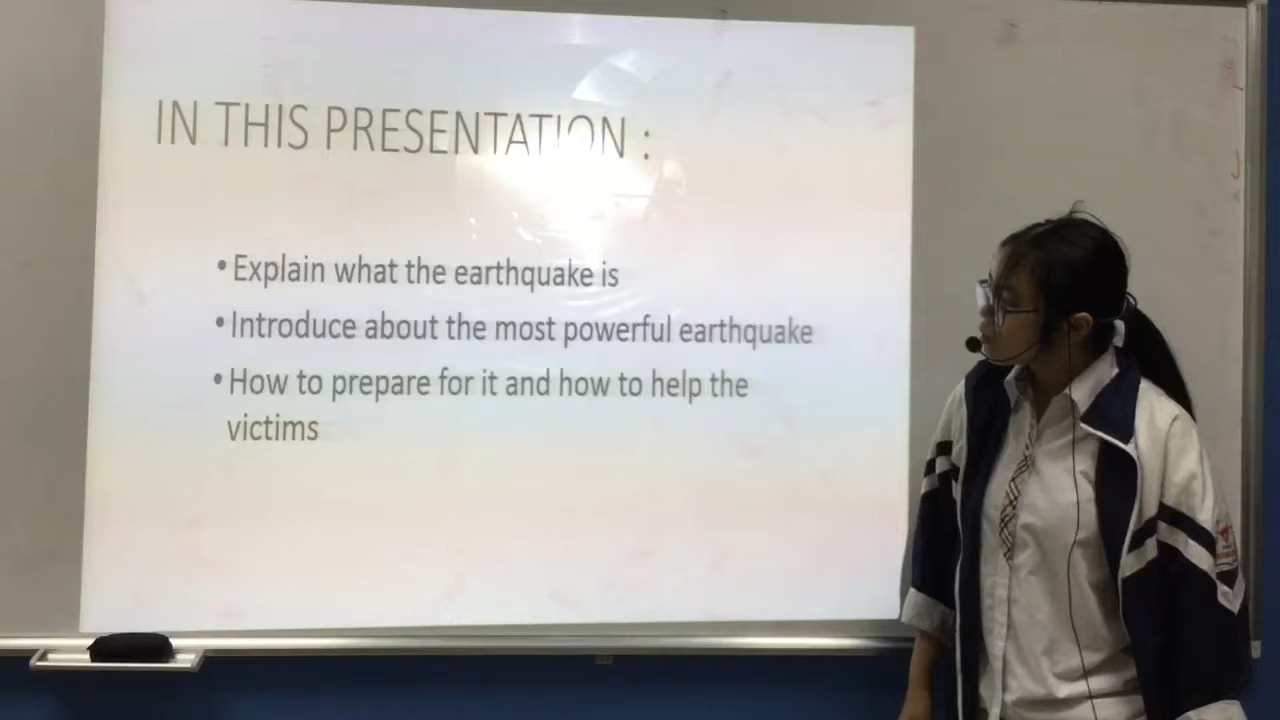 IN THIS PRESENTATION :
• Explain what the earthquake is
• Introduce about the most powerful earthquake
• How to prepare for it and how to help the
victims